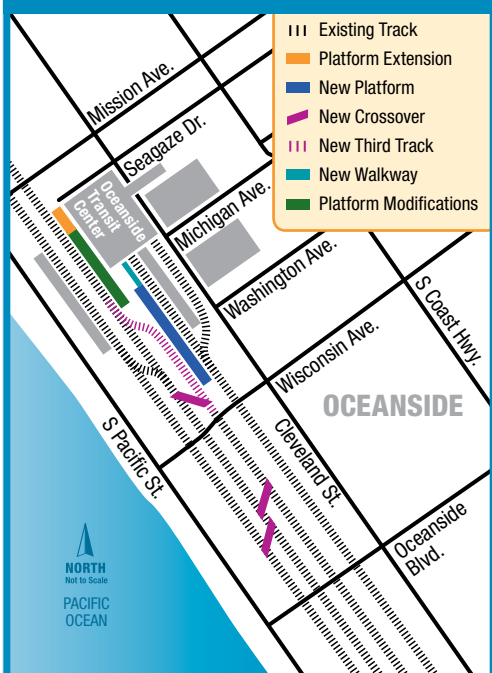 Existing Track
Platform Extension
New Platform
New Crossover
New Third Track
New Walkway
Platform Modifications
Mission Ave.
Seagaze Dr.
Oceanside
Transit
Center
Michigan Ave.
Washington Ave.
S Coast Hwy.
Wisconsin Ave.
OCEANSIDE
Cleveland St.
S Pacific St.
Oceanside
Blvd.
NORTH
Not to Scale
PACIFIC
OCEAN